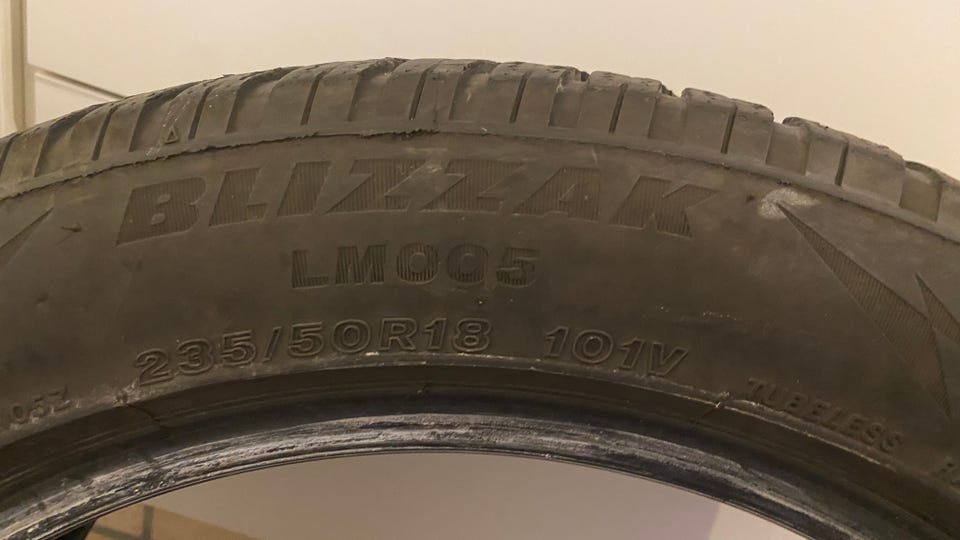 BLIZZAK
LM005
235/50R18 101V
TUBELESS